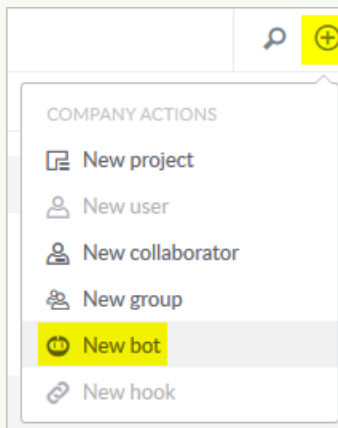 COMPANY ACTIONS
New project
New user
New collaborator
New group
New bot
New hook